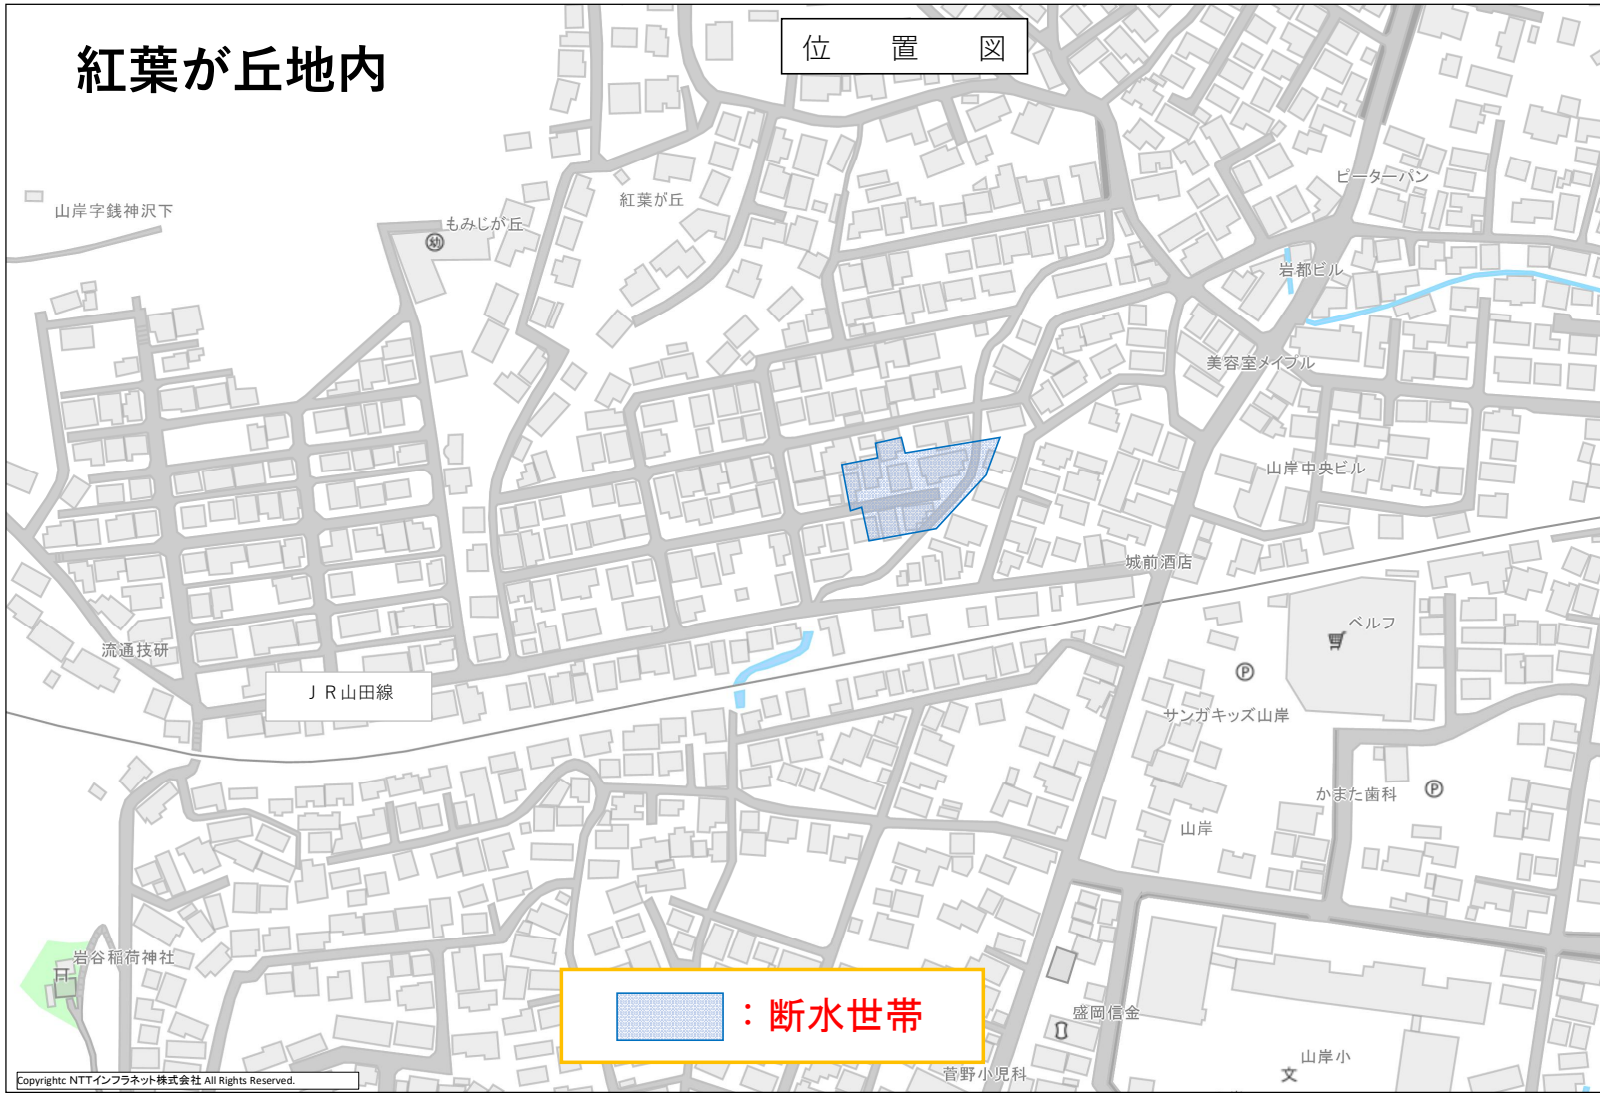 紅葉が丘地内
位置図
ピーターパン
紅葉が丘
山岸字銭神沢下
もみじが丘
幼
岩都ビル
美容室メイプル
山岸中央ビル
城前酒店
ベルフ
流通技研
JR山田線
P
サンガキッズ山岸
かまた歯科
P
山岸
岩谷稲荷神社
:断水世帯
盛岡信金
山岸小
文
菅野小児科
Copyrightc NTTインフラネット株式会社 All Rights Reserved.